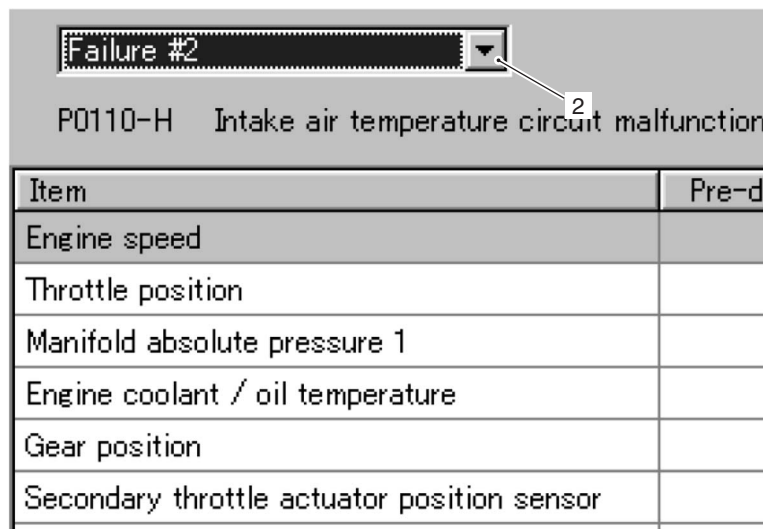 Failure #2
2
P0110-H Intake air temperature circuit malfunction
Item Pre-d
Engine speed
Throttle position
Manifold absolute pressure 1
Engine coolant / oil temperature
Gear position
Secondary throttle actuator position sensor